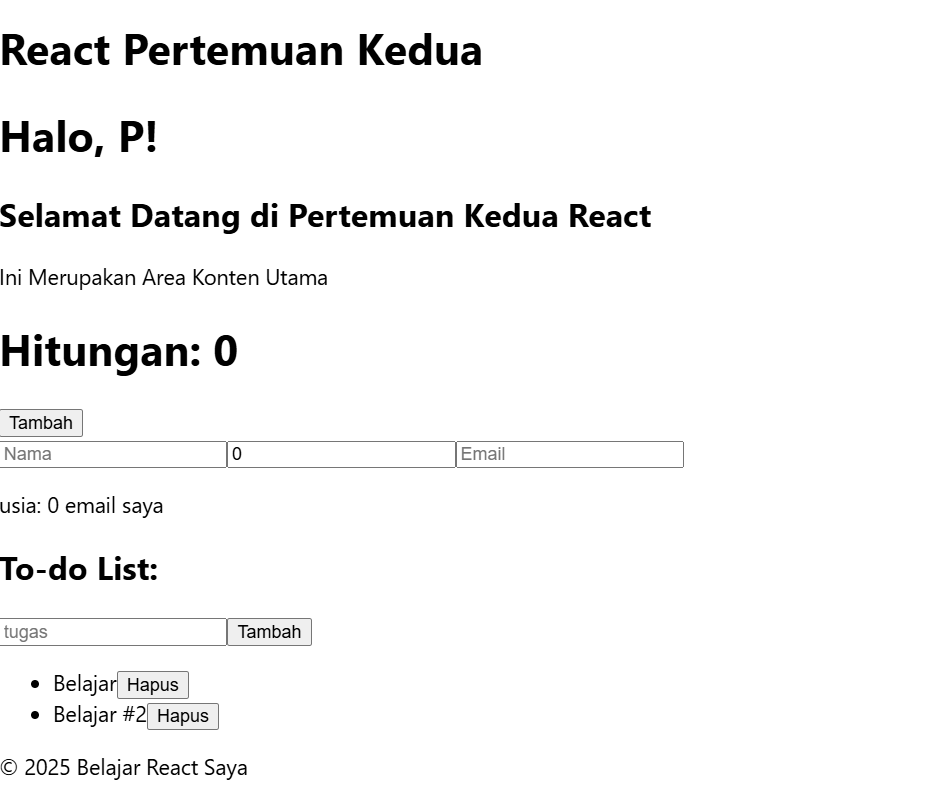 React Pertemuan Kedua
Halo, P!
Selamat Datang di Pertemuan Kedua React
Ini Merupakan Area Konten Utama
Hitungan: 0
Tambah
Nama 0 Email
usia: 0 email saya
To-do List:
tugas Tambah
Belajar Hapus
Belajar #2 Hapus
© 2025 Belajar React Saya